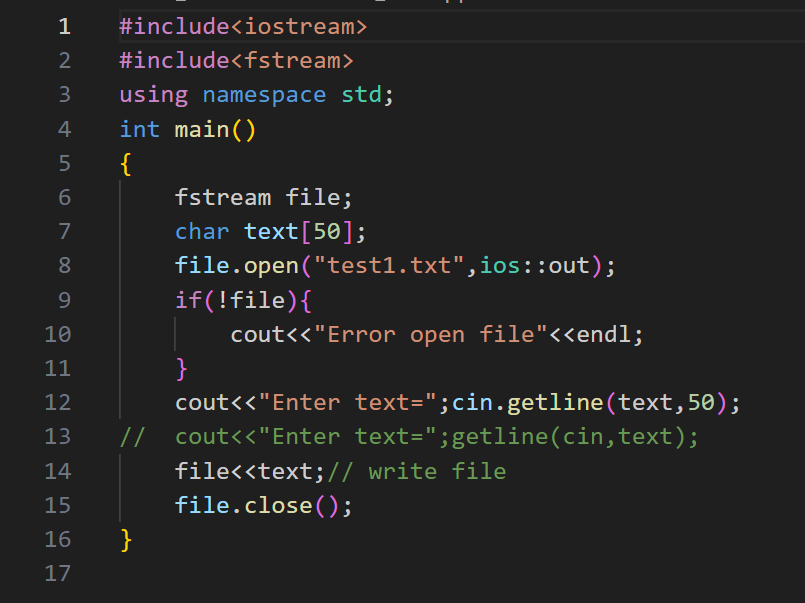 1 #include<iostream>
2 #include<fstream>
3 using namespace std;
4 int main()
5 {
6 fstream file;
7 char text[50];
8 file.open("test1.txt",ios::out);
9 if(!file){
10 cout<<"Error open file"<<endl;
11 }
12 cout<<"Enter text=";cin.getline(text,50);
13 //  cout<<"Enter text=";getline(cin,text);
14 file<<text;// write file
15 file.close();
16 }
17